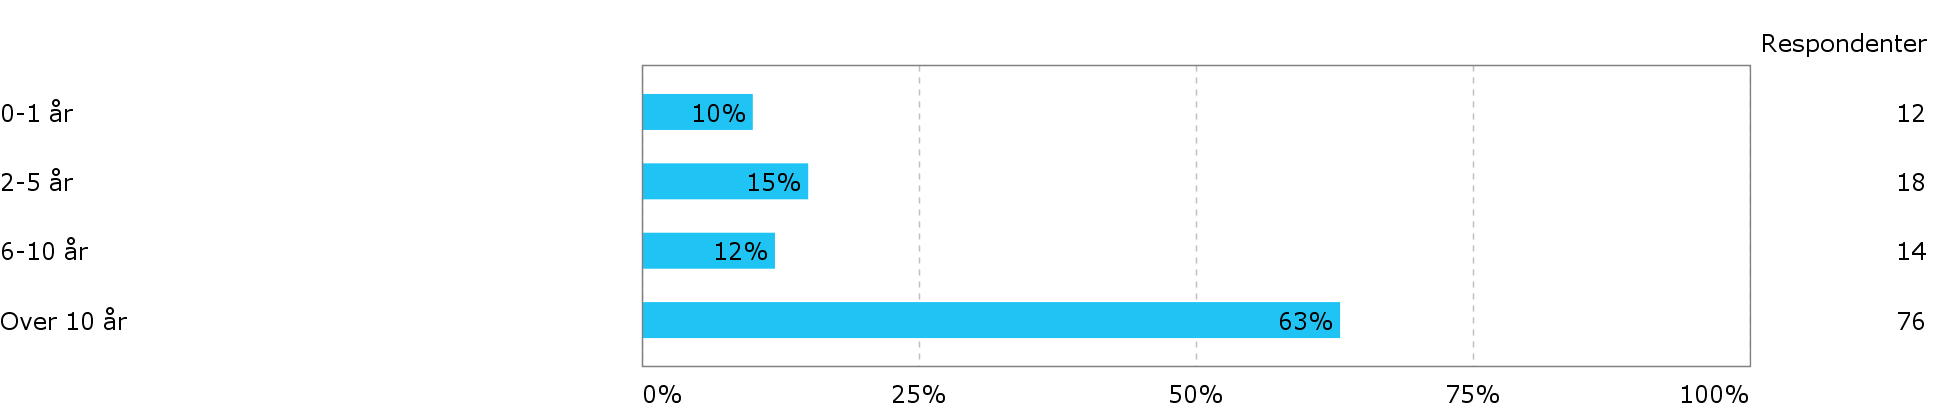 Respondenter
0-1 år 10% 12
2-5 år 15% 18
6-10 år 12% 14
Over 10 år 63% 76
0% 25% 50% 75% 100%